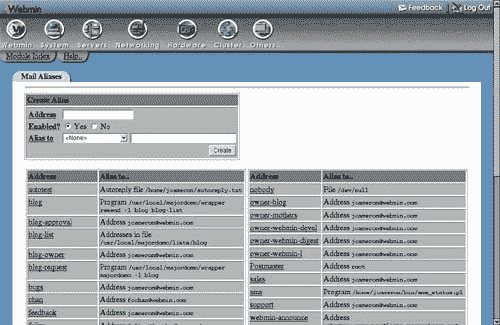 Webmin
Feedback
Log Out
Webmin System Servers Networking Hardware Cluster Others
Module Index Help..
Mail Aliases
Create Alias
Address
Enabled? Yes No
Alias to <None>
Create
Address Alias to.. Address Alias to..
autotest Autoreply file /home/jcameron/autoreply.txt
nobody File /dev/null
blog Program /usr/local/majordomo/wrapper
resend -l blog blog-list
owner-blog Address jcameron@webmin.com
owner-mothers Address jcameron@webmin.com
blog-approval Address jcameron@webmin.com
owner-webmin-devel Address jcameron@webmin.com
blog-list Addresses in file
/usr/local/majordomo/lists/blog
owner-webmin-digest Address jcameron@webmin.com
owner-webmin-l Address jcameron@webmin.com
blog-owner Address jcameron@webmin.com
Postmaster Address root
blog-request Program /usr/local/majordomo/wrapper
majordomo -l blog
sales Address jcameron@webmin.com
sms Program /home/jcameron/bin/sms_status.pl
bugs Address jcameron@webmin.com
support Address jcameron@webmin.com
chaq Address fcohan@webmin.com
feedback Address jcameron@webmin.com
webmin-announce Address